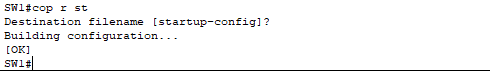 SW1#cop r st
Destination filename [startup-config]?
Building configuration...
[OK]
SW1#